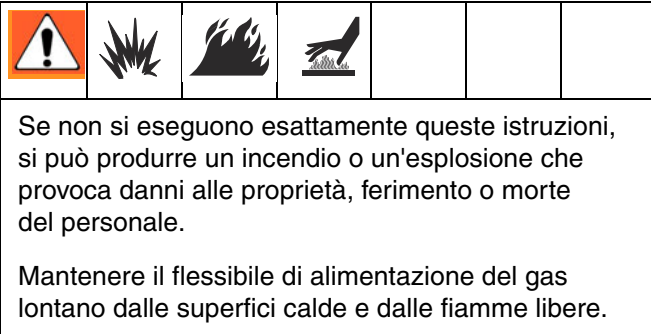 Se non si eseguono esattamente queste istruzioni,
si può produrre un incendio o un'esplosione che
provoca danni alle proprietà, ferimento o morte
del personale.
Mantenere il flessibile di alimentazione del gas
lontano dalle superfici calde e dalle fiamme libere.